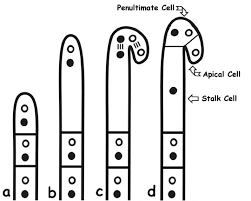 Penultimate Cell
Apical Cell
Stalk Cell
a b c d